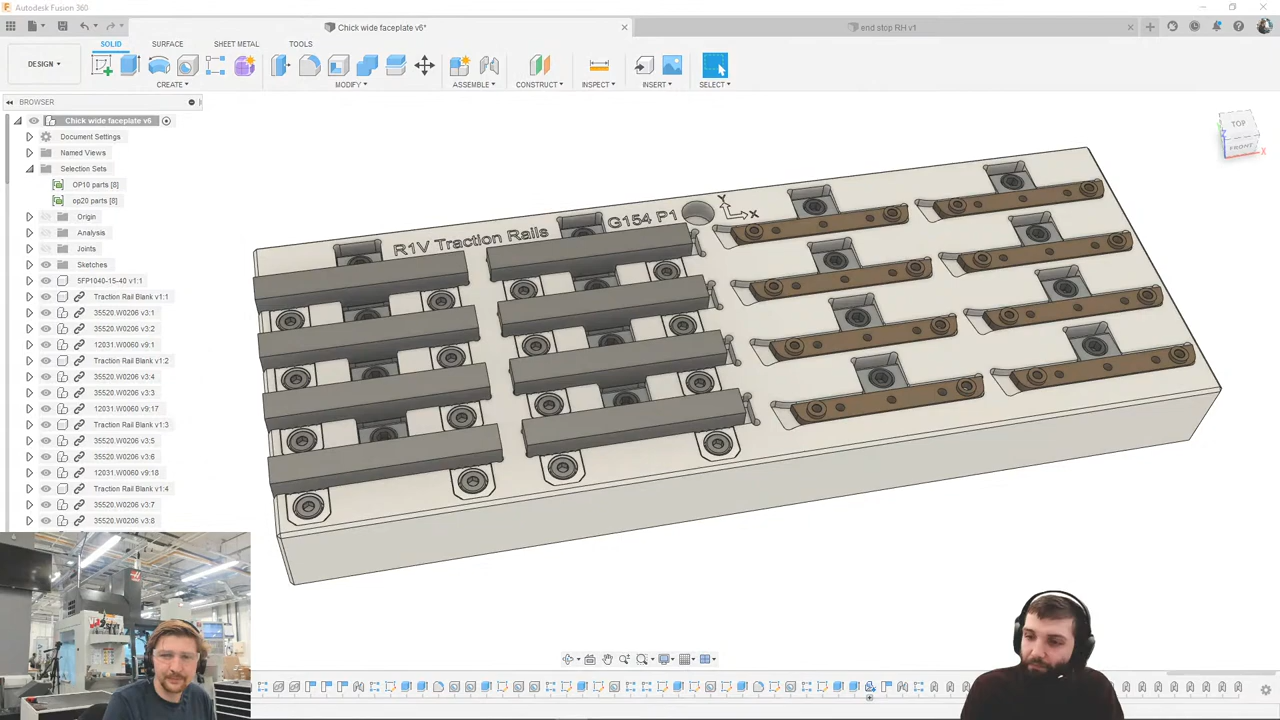 Autodesk Fusion 360
Chick wide faceplate v6*
end stop RH v1
SOLID
SURFACE
SHEET METAL
TOOLS
DESIGN
CREATE
MODIFY
ASSEMBLE
CONSTRUCT
INSPECT
INSERT
SELECT
BROWSER
Chick wide faceplate v6
Document Settings
Named Views
Selection Sets
OP10 parts [8]
op20 parts [8]
Origin
Analysis
Joints
Sketches
5FP1040-15-40 v1:1
Traction Rail Blank v1:1
35520.W0206 v3:1
35520.W0206 v3:2
12031.W0060 v9:1
Traction Rail Blank v1:2
35520.W0206 v3:4
35520.W0206 v3:3
12031.W0060 v9:17
Traction Rail Blank v1:3
35520.W0206 v3:5
35520.W0206 v3:6
12031.W0060 v9:18
Traction Rail Blank v1:4
35520.W0206 v3:7
35520.W0206 v3:8
R1V Traction Rails
G154 P1
Y
X
TOP
FRONT
Z
X